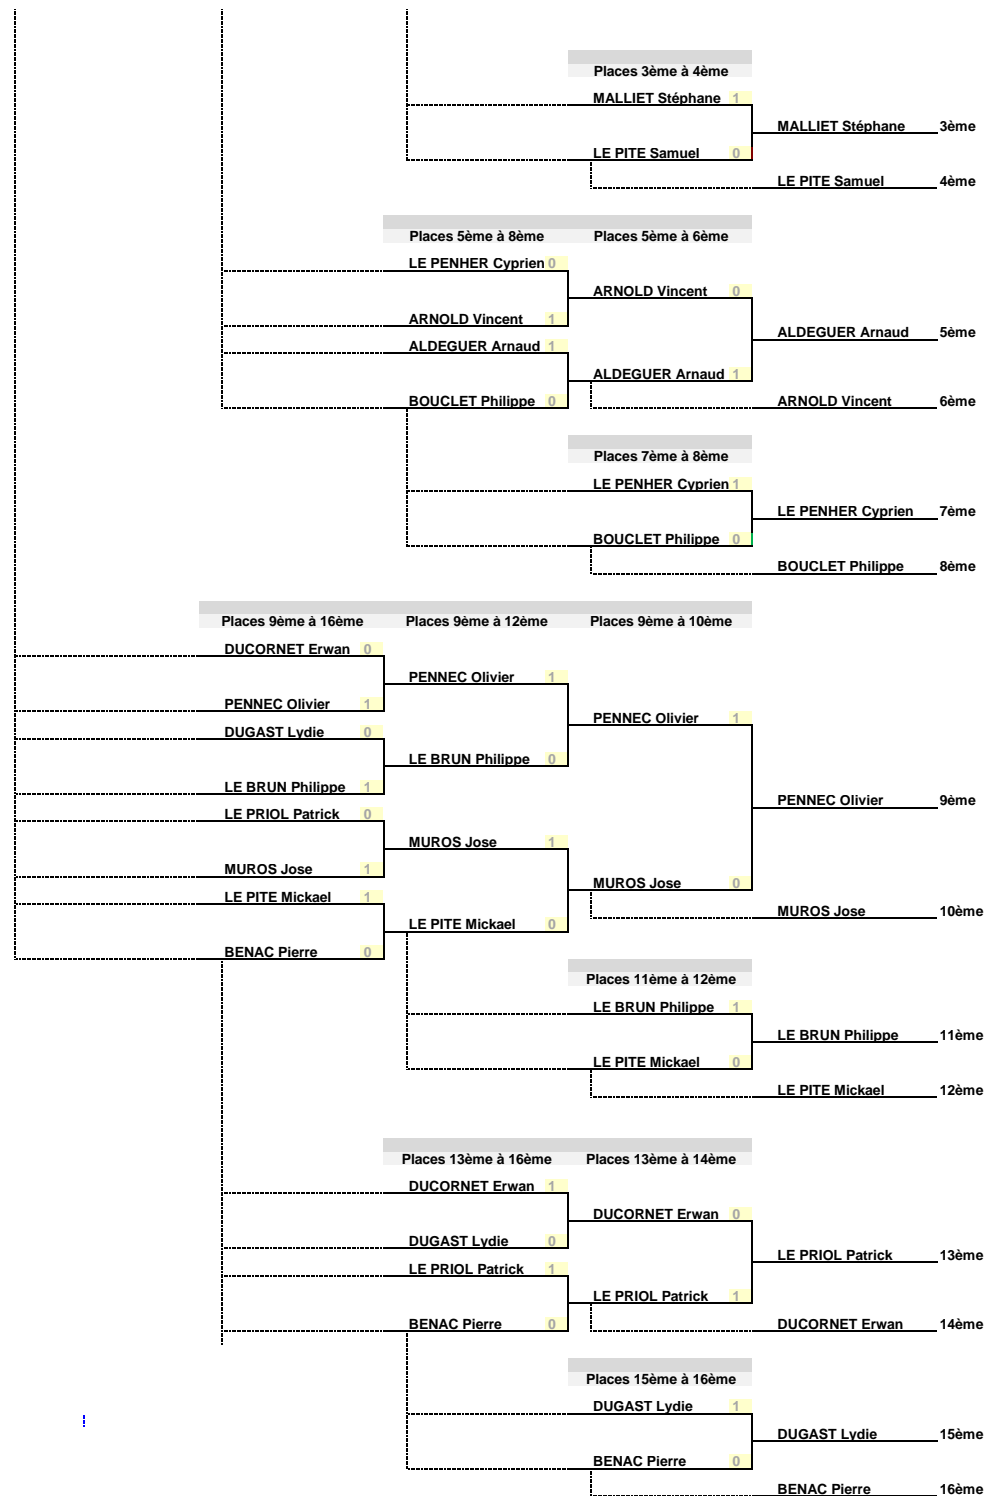 Places 3ème à 4ème
MALLIET Stéphane 1
MALLIET Stéphane 3ème
LE PITE Samuel 0
LE PITE Samuel 4ème
Places 5ème à 8ème Places 5ème à 6ème
LE PENHER Cyprien 0
ARNOLD Vincent 0
ARNOLD Vincent 1
ALDEGUER Arnaud 5ème
ALDEGUER Arnaud 1
ALDEGUER Arnaud 1
BOUCLET Philippe 0
ARNOLD Vincent 6ème
Places 7ème à 8ème
LE PENHER Cyprien 1
LE PENHER Cyprien 7ème
BOUCLET Philippe 0
BOUCLET Philippe 8ème
Places 9ème à 16ème Places 9ème à 12ème Places 9ème à 10ème
DUCORNET Erwan 0
PENNEC Olivier 1
PENNEC Olivier 1
PENNEC Olivier 1
DUGAST Lydie 0
LE BRUN Philippe 0
LE BRUN Philippe 1
PENNEC Olivier 9ème
LE PRIOL Patrick 0
MUROS Jose 1
MUROS Jose 1
MUROS Jose 0
LE PITE Mickael 1
MUROS Jose 10ème
LE PITE Mickael 0
BENAC Pierre 0
Places 11ème à 12ème
LE BRUN Philippe 1
LE BRUN Philippe 11ème
LE PITE Mickael 0
LE PITE Mickael 12ème
Places 13ème à 16ème Places 13ème à 14ème
DUCORNET Erwan 1
DUCORNET Erwan 0
DUGAST Lydie 0
LE PRIOL Patrick 13ème
LE PRIOL Patrick 1
LE PRIOL Patrick 1
BENAC Pierre 0
DUCORNET Erwan 14ème
Places 15ème à 16ème
DUGAST Lydie 1
DUGAST Lydie 15ème
BENAC Pierre 0
BENAC Pierre 16ème